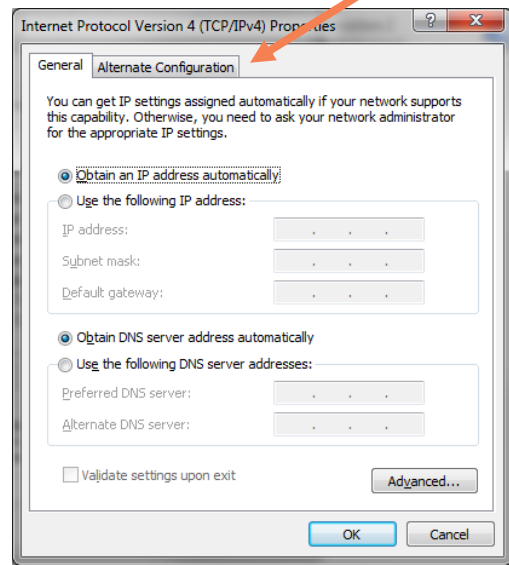 Internet Protocol Version 4 (TCP/IPv4) Properties
General
Alternate Configuration
You can get IP settings assigned automatically if your network supports
this capability. Otherwise, you need to ask your network administrator
for the appropriate IP settings.
Obtain an IP address automatically
Use the following IP address:
IP address:
Subnet mask:
Default gateway:
Obtain DNS server address automatically
Use the following DNS server addresses:
Preferred DNS server:
Alternate DNS server:
Validate settings upon exit
Advanced...
OK
Cancel